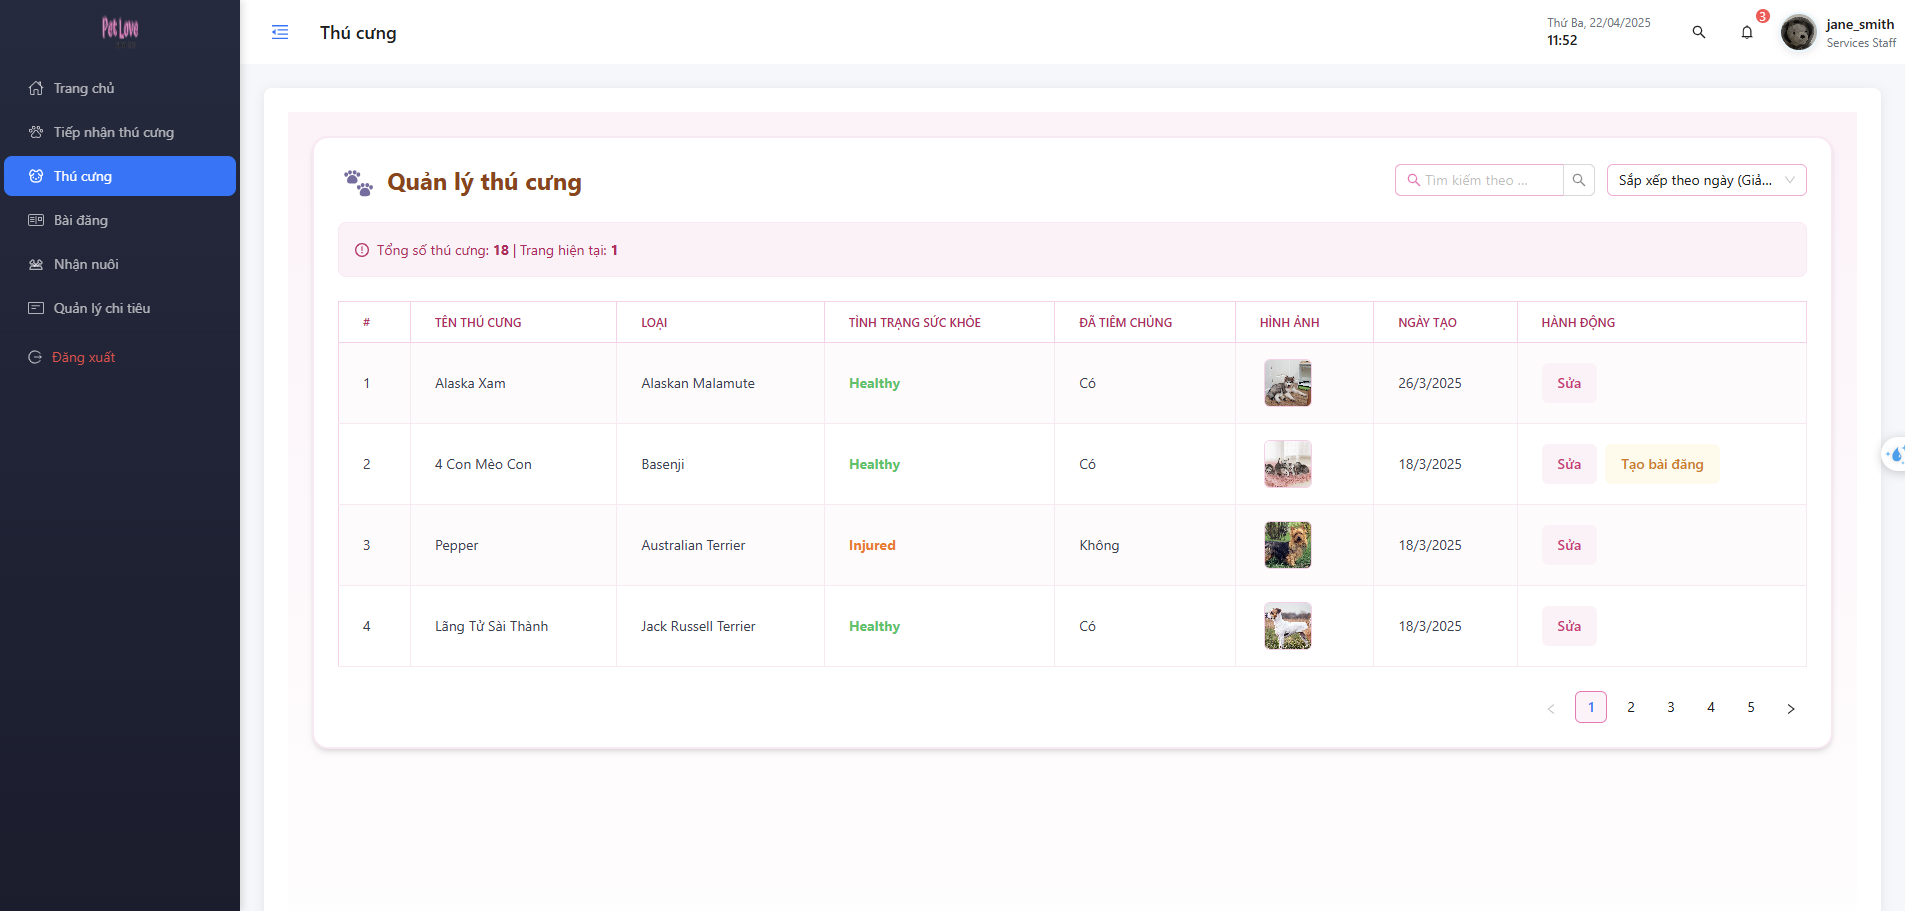 Pet Love
Trang chủ
Tiếp nhận thú cưng
Thú cưng
Bài đăng
Nhận nuôi
Quản lý chi tiêu
Đăng xuất
Thú cưng
Thứ Ba, 22/04/2025
11:52
3
jane_smith
Services Staff
Quản lý thú cưng
Tìm kiếm theo ...
Sắp xếp theo ngày (Giả...
Tổng số thú cưng: 18 | Trang hiện tại: 1
# TÊN THÚ CƯNG LOẠI TÌNH TRẠNG SỨC KHỎE ĐÃ TIÊM CHỦNG HÌNH ẢNH NGÀY TẠO HÀNH ĐỘNG
1 Alaska Xam Alaskan Malamute Healthy Có 26/3/2025 Sửa
2 4 Con Mèo Con Basenji Healthy Có 18/3/2025 Sửa Tạo bài đăng
3 Pepper Australian Terrier Injured Không 18/3/2025 Sửa
4 Lãng Tử Sài Thành Jack Russell Terrier Healthy Có 18/3/2025 Sửa
< 1 2 3 4 5 >